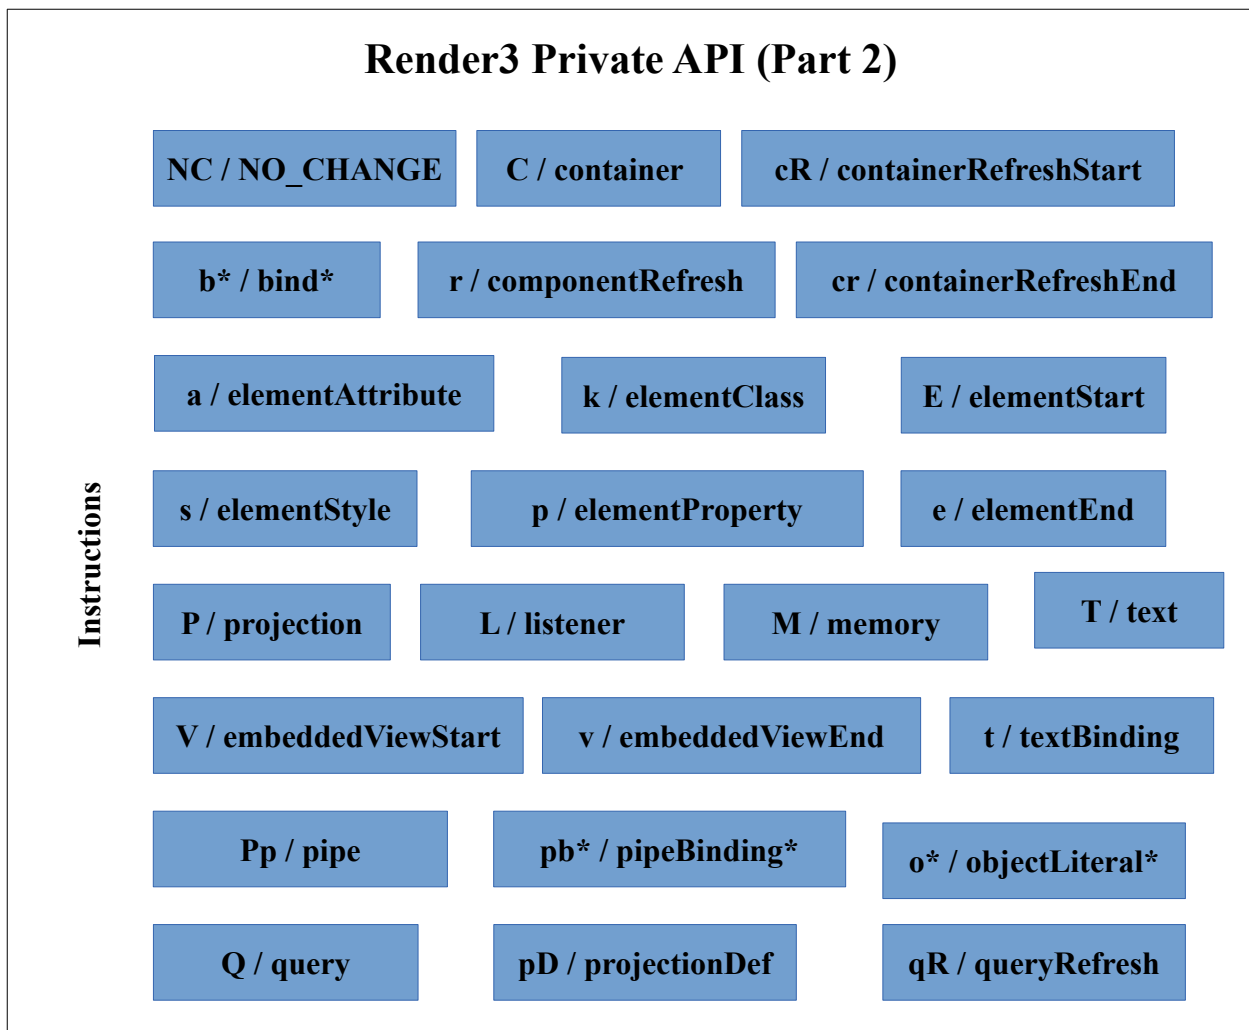 Render3 Private API (Part 2)
NC / NO_CHANGE
C / container
cR / containerRefreshStart
b* / bind*
r / componentRefresh
cr / containerRefreshEnd
a / elementAttribute
k / elementClass
E / elementStart
Instructions
s / elementStyle
p / elementProperty
e / elementEnd
P / projection
L / listener
M / memory
T / text
V / embeddedViewStart
v / embeddedViewEnd
t / textBinding
Pp / pipe
pb* / pipeBinding*
o* / objectLiteral*
Q / query
pD / projectionDef
qR / queryRefresh